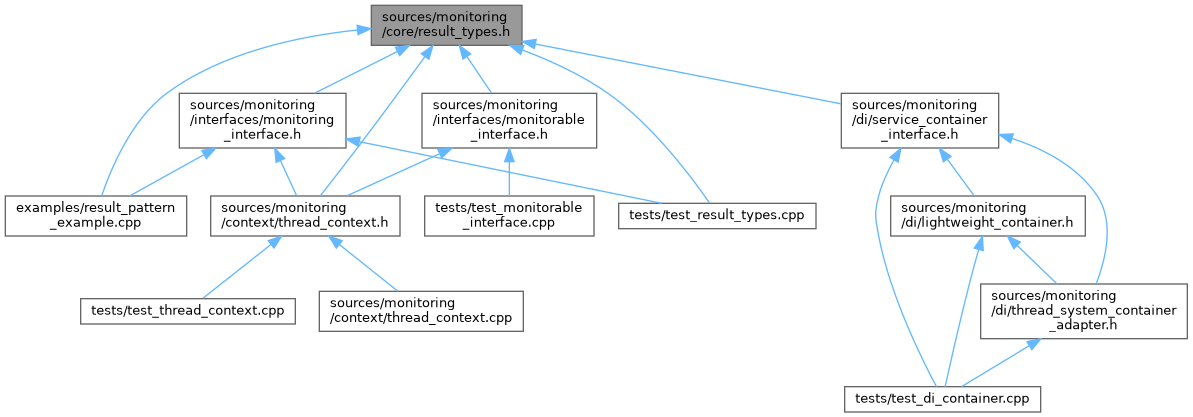 sources/monitoring
/core/result_types.h
sources/monitoring
/interfaces/monitoring
_interface.h
sources/monitoring
/interfaces/monitorable
_interface.h
sources/monitoring
/di/service_container
_interface.h
examples/result_pattern
_example.cpp
sources/monitoring
/context/thread_context.h
tests/test_monitorable
_interface.cpp
tests/test_result_types.cpp
sources/monitoring
/di/lightweight_container.h
tests/test_thread_context.cpp
sources/monitoring
/context/thread_context.cpp
sources/monitoring
/di/thread_system_container
_adapter.h
tests/test_di_container.cpp